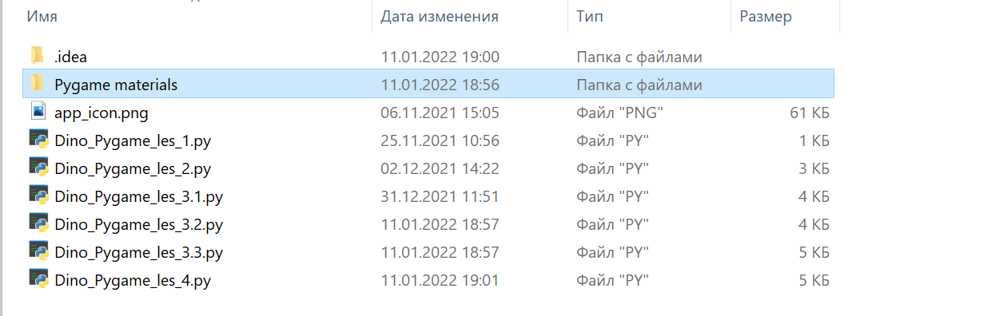 Имя Дата изменения Тип Размер
.idea 11.01.2022 19:00 Папка с файлами
Pygame materials 11.01.2022 18:56 Папка с файлами
app_icon.png 06.11.2021 15:05 Файл "PNG" 61 КБ
Dino_Pygame_les_1.py 25.11.2021 10:56 Файл "PY" 1 КБ
Dino_Pygame_les_2.py 02.12.2021 14:22 Файл "PY" 3 КБ
Dino_Pygame_les_3.1.py 31.12.2021 11:51 Файл "PY" 4 КБ
Dino_Pygame_les_3.2.py 11.01.2022 18:57 Файл "PY" 4 КБ
Dino_Pygame_les_3.3.py 11.01.2022 18:57 Файл "PY" 5 КБ
Dino_Pygame_les_4.py 11.01.2022 19:01 Файл "PY" 5 КБ